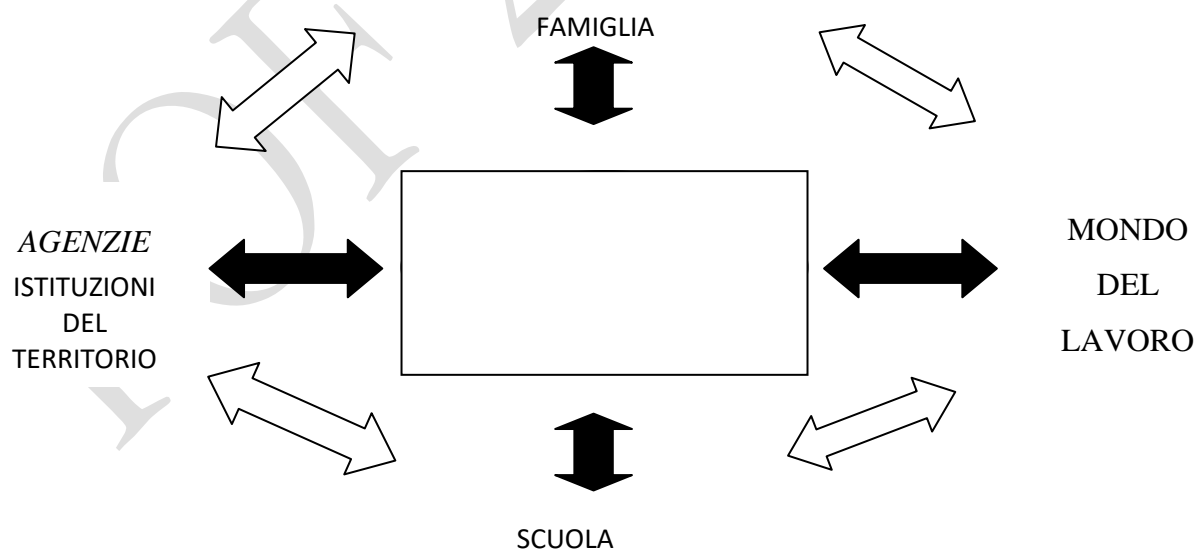 FAMIGLIA
AGENZIE
ISTITUZIONI
DEL
TERRITORIO
MONDO
DEL
LAVORO
SCUOLA